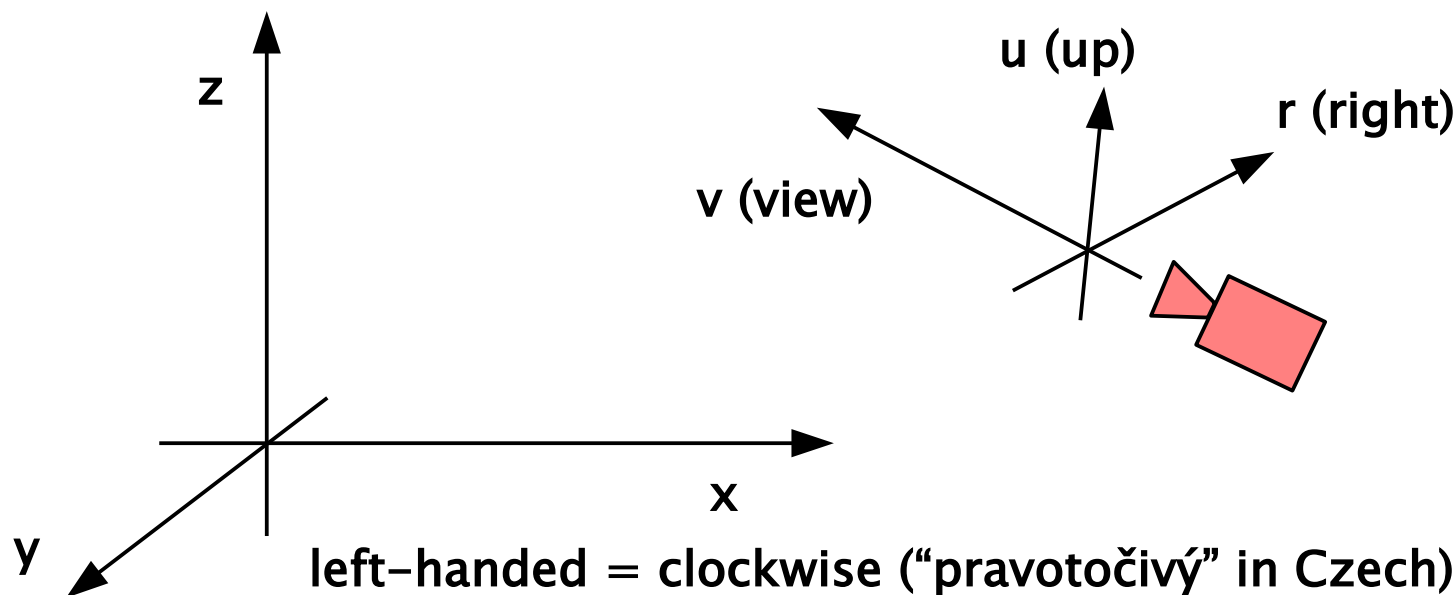 u (up)
z
r (right)
v (view)
x
y
left-handed = clockwise (“pravotočivý” in Czech)